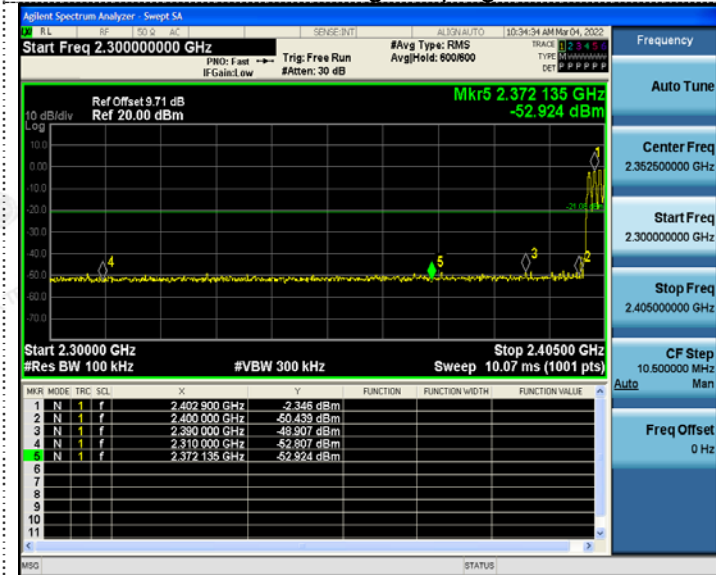 Agilent Spectrum Analyzer - Swept SA
RL RF 50 Ω AC SENSE:INT ALIGN AUTO 10:34:34 AM Mar 04, 2022
Start Freq 2.300000000 GHz
PNO: Fast
IFGain:Low
Trig: Free Run
#Atten: 30 dB
#Avg Type: RMS
Avg|Hold: 600/600
TRACE 1 2 3 4 5 6
TYPE M
DET P P P P P P
Mkr5 2.372 135 GHz
-52.924 dBm
Ref Offset 9.71 dB
10 dB/div Ref 20.00 dBm
Log
10.0
0.00
-10.0
-20.0
-30.0
-40.0
-50.0
-60.0
-70.0
1
2
3
4
5
Start 2.30000 GHz Stop 2.40500 GHz
#Res BW 100 kHz #VBW 300 kHz Sweep 10.07 ms (1001 pts)
MKR MODE TRC SCL X Y FUNCTION FUNCTION WIDTH FUNCTION VALUE
1 N 1 f 2.402 900 GHz -2.346 dBm
2 N 1 f 2.400 000 GHz -50.439 dBm
3 N 1 f 2.390 000 GHz -48.907 dBm
4 N 1 f 2.310 000 GHz -52.807 dBm
5 N 1 f 2.372 135 GHz -52.924 dBm
6
7
8
9
10
11
MSG STATUS
Frequency
Auto Tune
Center Freq
2.352500000 GHz
Start Freq
2.300000000 GHz
Stop Freq
2.405000000 GHz
CF Step
10.500000 MHz
Auto Man
Freq Offset
0 Hz